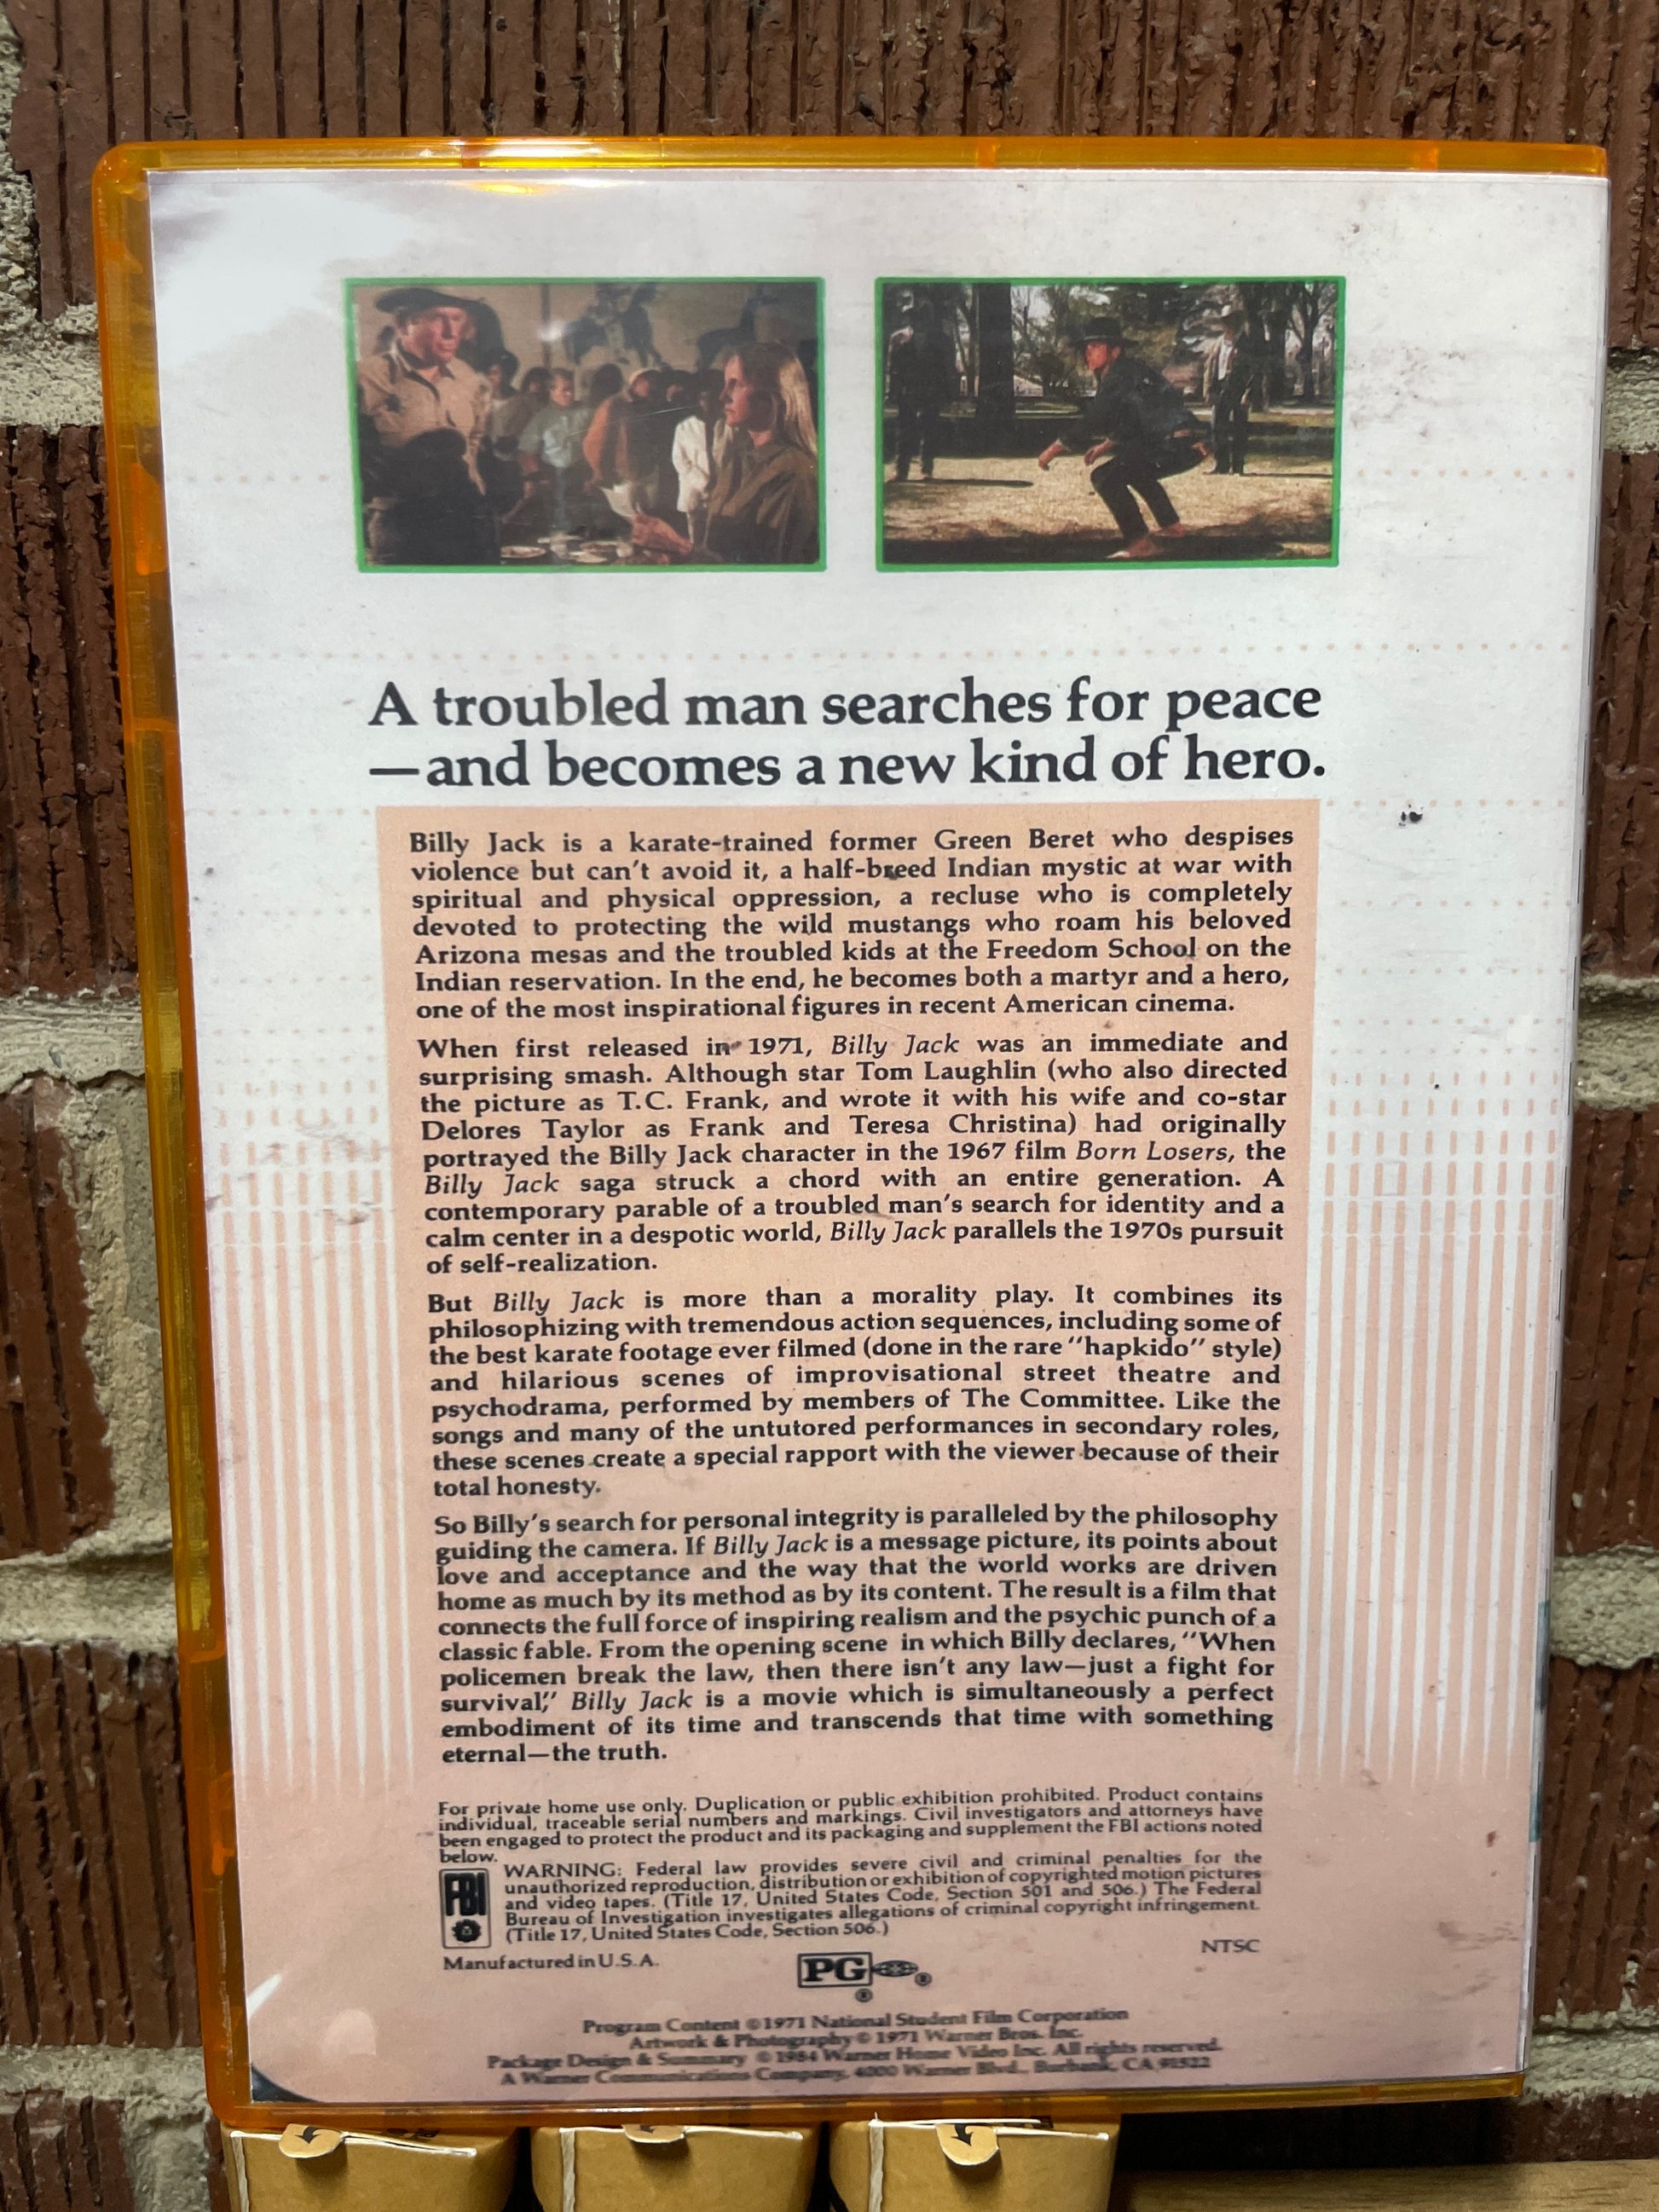 A troubled man searches for peace
—and becomes a new kind of hero.
Billy Jack is a karate-trained former Green Beret who despises
violence but can't avoid it, a half-breed Indian mystic at war with
spiritual and physical oppression, a recluse who is completely
devoted to protecting the wild mustangs who roam his beloved
Arizona mesas and the troubled kids at the Freedom School on the
Indian reservation. In the end, he becomes both a martyr and a hero,
one of the most inspirational figures in recent American cinema.
When first released in 1971, Billy Jack was an immediate and
surprising smash. Although star Tom Laughlin (who also directed
the picture as T.C. Frank, and wrote it with his wife and co-star
Delores Taylor as Frank and Teresa Christina) had originally
portrayed the Billy Jack character in the 1967 film Born Losers, the
Billy Jack saga struck a chord with an entire generation. A
contemporary parable of a troubled man's search for identity and a
calm center in a despotic world, Billy Jack parallels the 1970s pursuit
of self-realization.
But Billy Jack is more than a morality play. It combines its
philosophizing with tremendous action sequences, including some of
the best karate footage ever filmed (done in the rare "hapkido" style)
and hilarious scenes of improvisational street theatre and
psychodrama, performed by members of The Committee. Like the
songs and many of the untutored performances in secondary roles,
these scenes create a special rapport with the viewer because of their
total honesty.
So Billy's search for personal integrity is paralleled by the philosophy
guiding the camera. If Billy Jack is a message picture, its points about
love and acceptance and the way that the world works are driven
home as much by its method as by its content. The result is a film that
connects the full force of inspiring realism and the psychic punch of a
classic fable. From the opening scene in which Billy declares, "When
policemen break the law, then there isn't any law—just a fight for
survival," Billy Jack is a movie which is simultaneously a perfect
embodiment of its time and transcends that time with something
eternal—the truth.
For private home use only. Duplication or public exhibition prohibited. Product contains
individual, traceable serial numbers and markings. Civil investigators and attorneys have
been engaged to protect the product and its packaging and supplement the FBI actions noted
below.
FBI
WARNING: Federal law provides severe civil and criminal penalties for the
unauthorized reproduction, distribution or exhibition of copyrighted motion pictures
and video tapes. (Title 17, United States Code, Section 501 and 506.) The Federal
Bureau of Investigation investigates allegations of criminal copyright infringement.
(Title 17, United States Code, Section 506.)
Manufactured in U.S.A.
NTSC
PG ®
®
Program Content © 1971 National Student Film Corporation
Artwork & Photography © 1971 Warner Bros. Inc.
Package Design & Summary © 1984 Warner Home Video Inc. All rights reserved.
A Warner Communications Company, 4000 Warner Blvd., Burbank, CA 91522